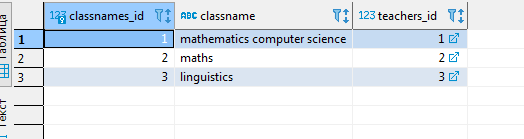 123 classnames_id ABC classname 123 teachers_id
1 1 mathematics computer science 1
2 2 maths 2
3 3 linguistics 3
Таблица
Текст